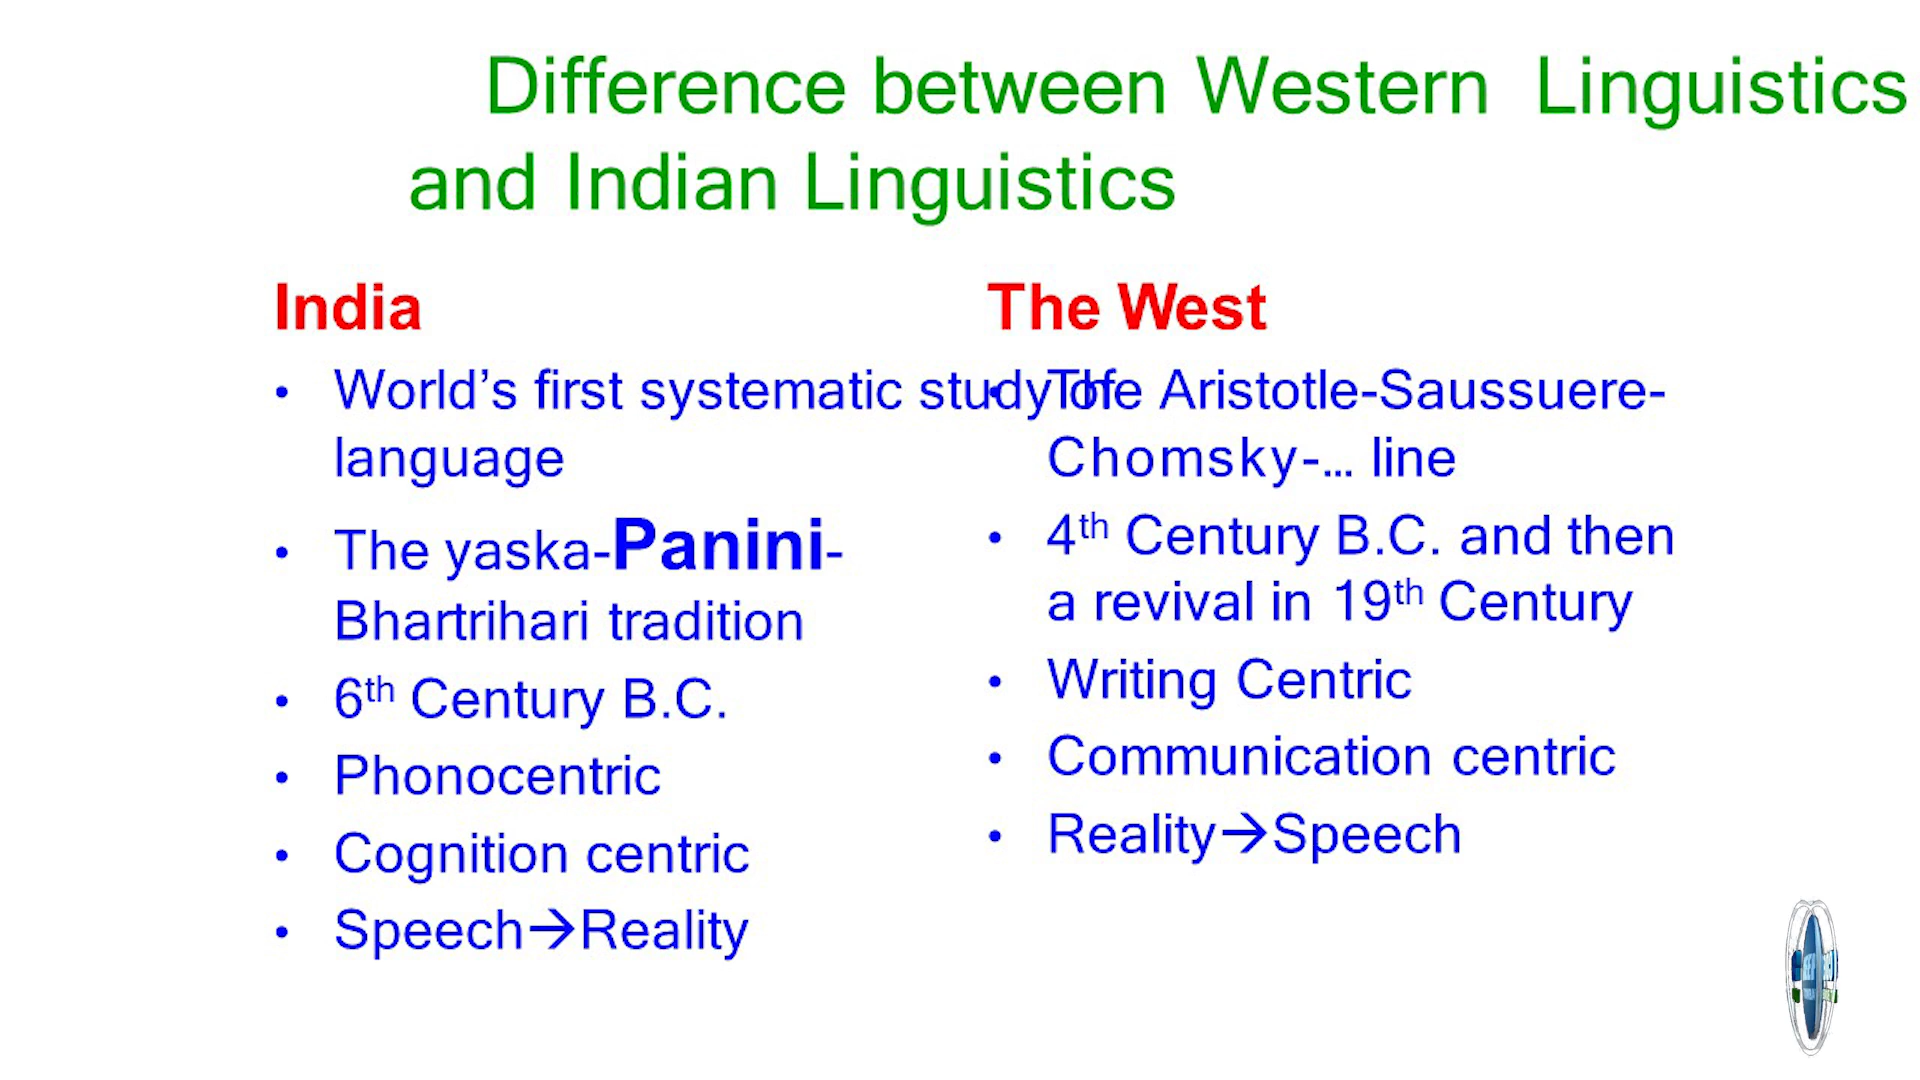 Difference between Western Linguistics
and Indian Linguistics
India
• World’s first systematic study of
language
• The yaska-Panini-
Bhartrihari tradition
• 6th Century B.C.
• Phonocentric
• Cognition centric
• Speech→Reality
The West
• The Aristotle-Saussuere-
Chomsky-... line
• 4th Century B.C. and then
a revival in 19th Century
• Writing Centric
• Communication centric
• Reality→Speech